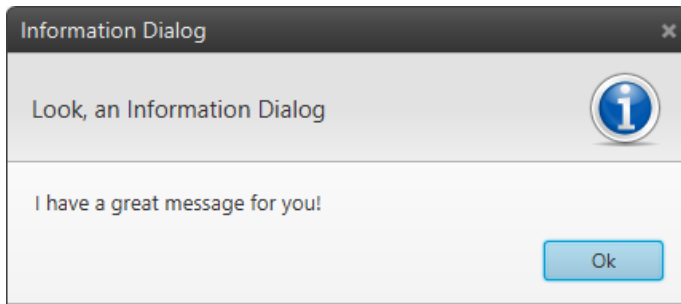 Information Dialog
Look, an Information Dialog
I have a great message for you!
Ok